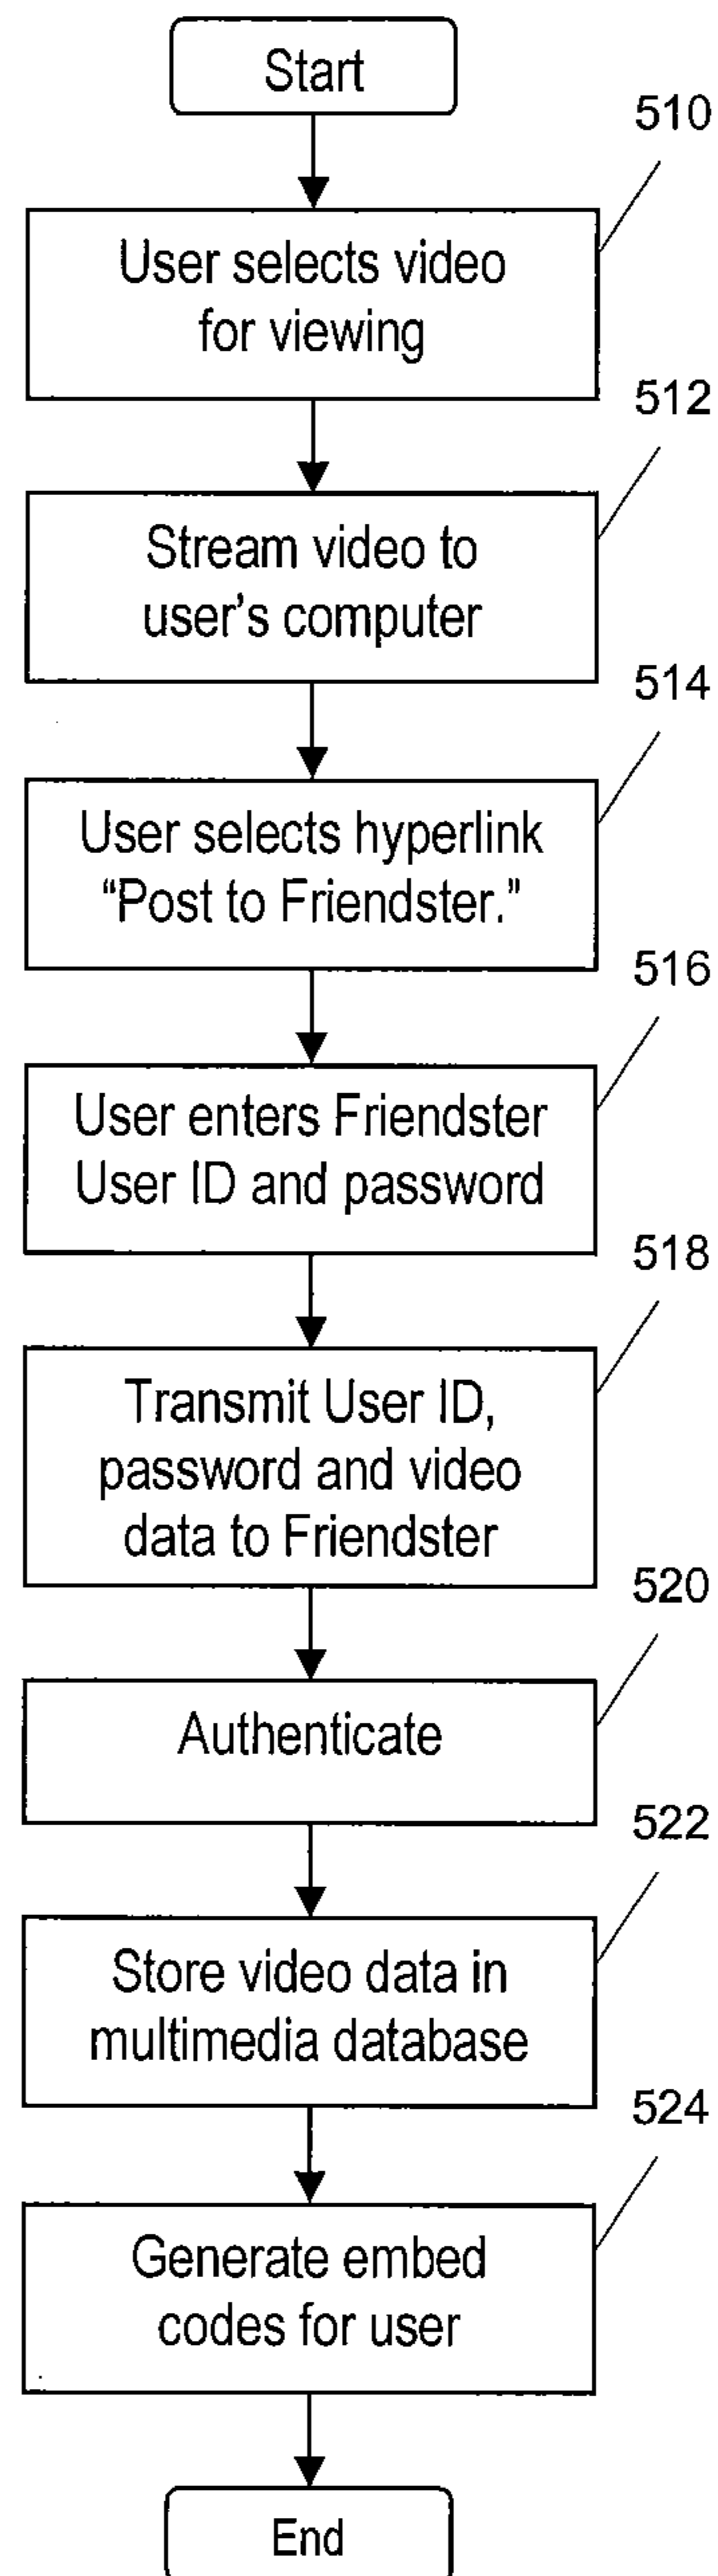 Start
510
User selects video
for viewing
512
Stream video to
user's computer
514
User selects hyperlink
“Post to Friendster.”
516
User enters Friendster
User ID and password
518
Transmit User ID,
password and video
data to Friendster
520
Authenticate
522
Store video data in
multimedia database
524
Generate embed
codes for user
End